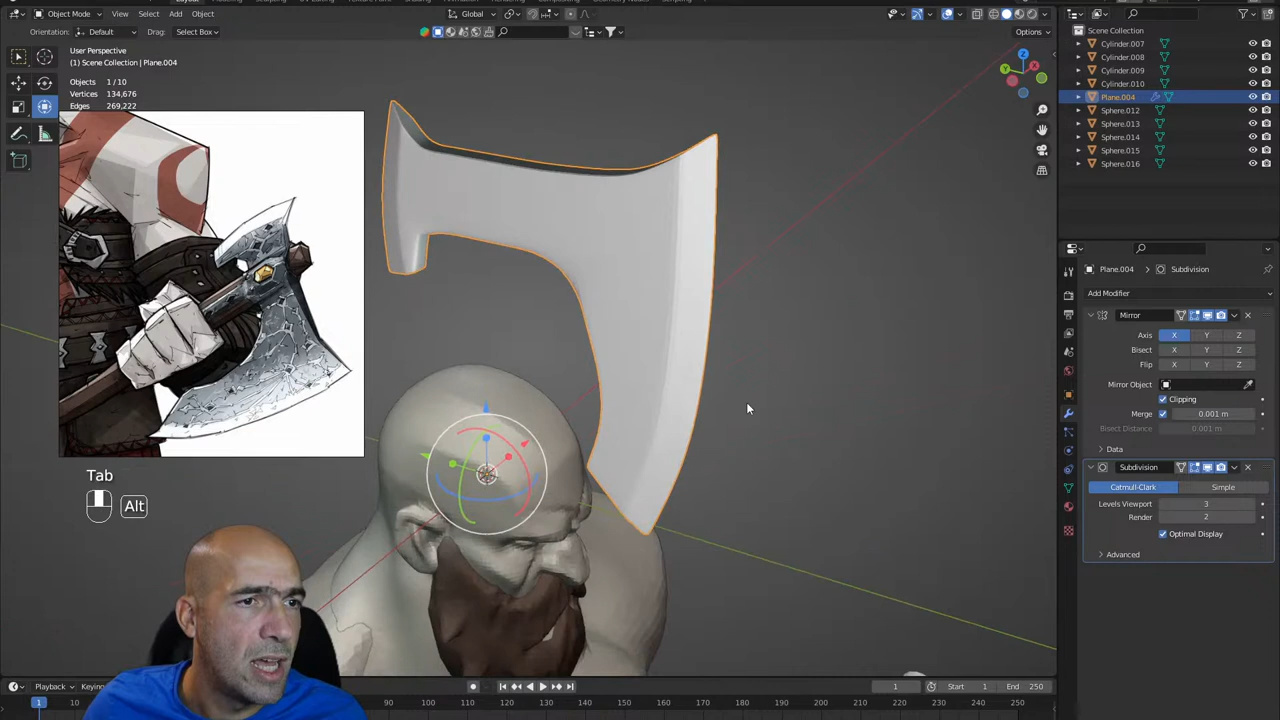 Object Mode
View
Select
Add
Object
Global
Orientation:
Default
Drag:
Select Box
Options
User Perspective
(1) Scene Collection | Plane.004
Objects 1/10
Vertices 134,676
Edges 269,222
Tab
Alt
Z
Y
X
Scene Collection
Cylinder.007
Cylinder.008
Cylinder.009
Cylinder.010
Plane.004
Sphere.012
Sphere.013
Sphere.014
Sphere.015
Sphere.016
Plane.004
Subdivision
Add Modifier
Mirror
Axis X Y Z
Bisect X Y Z
Flip X Y Z
Mirror Object
Clipping
Merge 0.001 m
Bisect Distance 0.001 m
Data
Subdivision
Catmull-Clark Simple
Levels Viewport 3
Render 2
Optimal Display
Advanced
Playback
Keying
1
Start 1
End 250
1 10 80 90 100 110 120 130 140 150 160 170 180 190 200 210 220 230 240 250